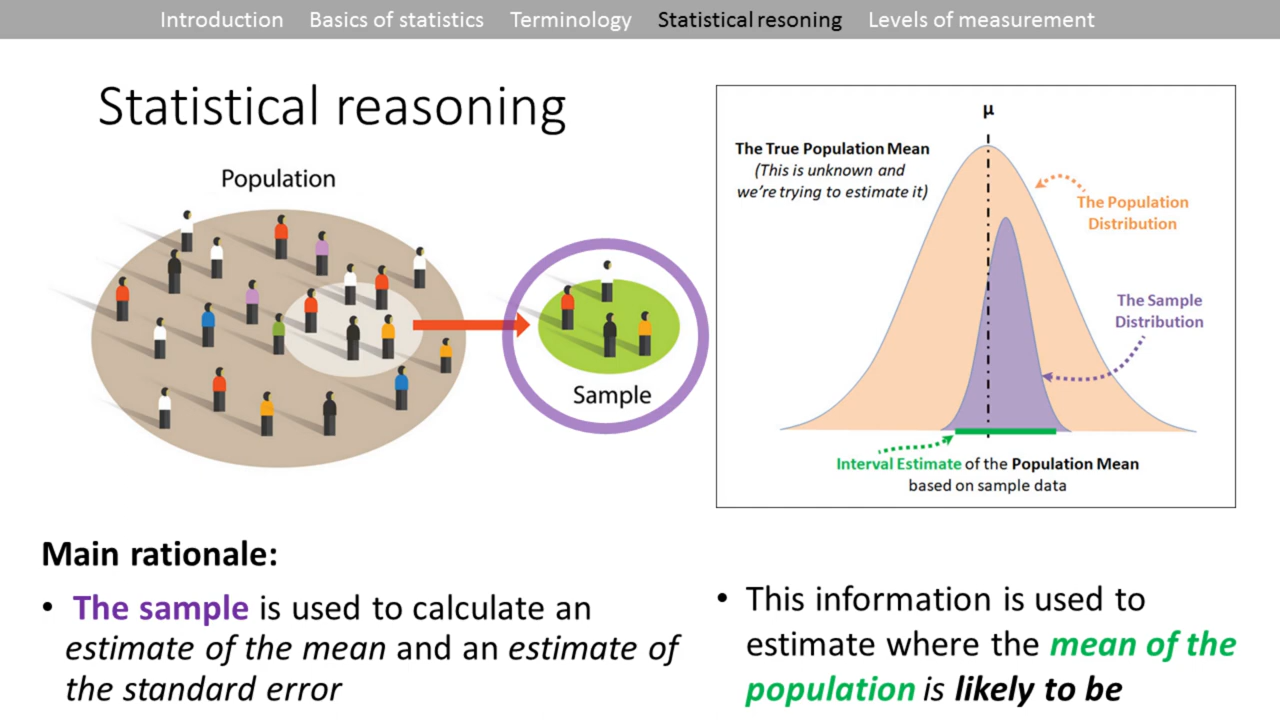 Introduction Basics of statistics Terminology Statistical resoning Levels of measurement
Statistical reasoning
Population
Sample
μ
The True Population Mean
(This is unknown and
we're trying to estimate it)
The Population
Distribution
The Sample
Distribution
Interval Estimate of the Population Mean
based on sample data
Main rationale:
• The sample is used to calculate an
estimate of the mean and an estimate of
the standard error
• This information is used to
estimate where the mean of the
population is likely to be